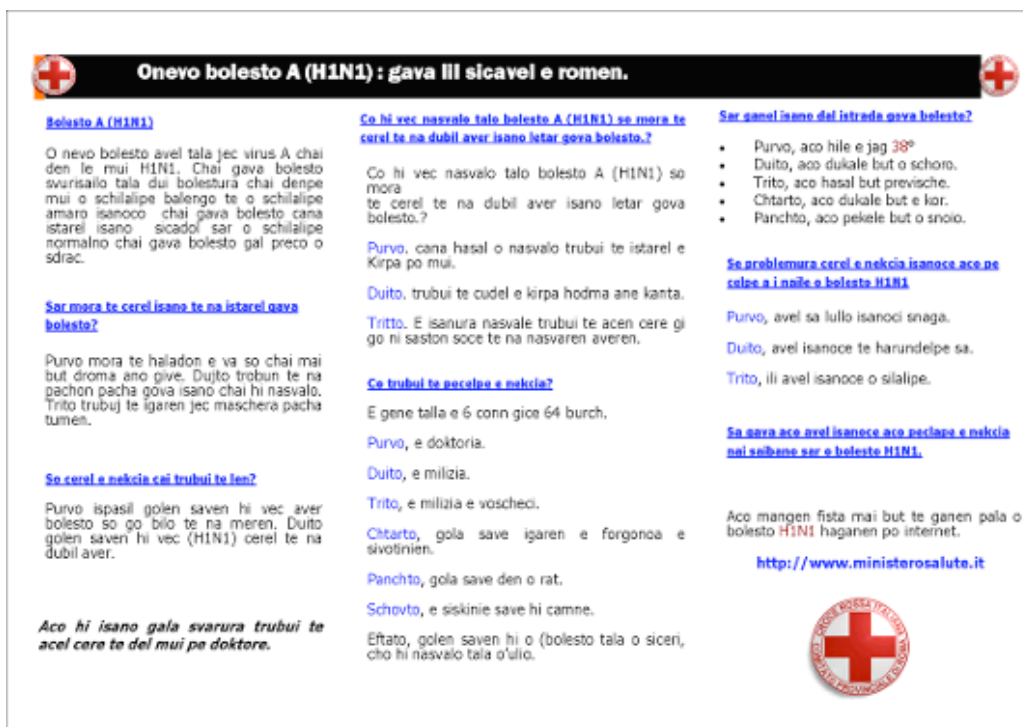 Onevo bolesto A (H1N1) : gava III sicavel e romen.
Bolesto A (H1N1)
O nevo bolesto avel tala jec virus A chai
den le mui H1N1. Chai gava bolesto
svurisailo tala dui bolestura chai denpe
mui o schilalipe balengo te o schilalipe
amaro isanoco chai gava bolesto cana
istarel isano sicadol sar o schilalipe
normalno chai gava bolesto gal preco o
sdrac.
Sar mora te cerel isano te na istarel gava
bolesto?
Purvo mora te haladon e va so chai mai
but droma ano give. Dujto trobun te na
pachon pacha gova isano chai hi nasvalo.
Trito trubuj te igaren jec maschera pacha
tumen.
So cerel e nekcia cai trubui te len?
Purvo ispasil golen saven hi vec aver
bolesto so go bilo te na meren. Duito
golen saven hi vec (H1N1) cerel te na
dubil aver.
Aco hi isano gala svarura trubui te
acel cere te del mui pe doktore.
Co hi vec nasvalo talo bolesto A (H1N1) so mora te
cerel te na dubil aver isano letar gova bolesto.?
Co hi vec nasvalo talo bolesto A (H1N1) so
mora
te cerel te na dubil aver isano letar gova
bolesto.?
Purvo. cana hasal o nasvalo trubui te istarel e
Kirpa po mui.
Duito. trubui te cudel e kirpa hodma ane kanta.
Tritto. E isanura nasvale trubui te acen cere gi
go ni saston soce te na nasvaren averen.
Co trubui te pecelpe e nekcia?
E gene talla e 6 conn gice 64 burch.
Purvo, e doktoria.
Duito, e milizia.
Trito, e milizia e voscheci.
Chtarto, gola save igaren e forgonoa e
sivotinien.
Panchto, gola save den o rat.
Schovto, e siskinie save hi camne.
Eftato, golen saven hi o (bolesto tala o siceri,
cho hi nasvalo tala o'ulio.
Sar ganel isano dal istrada gova bolesto?
• Purvo, aco hile e jag 38°
• Duito, aco dukale but o schoro.
• Trito, aco hasal but prevische.
• Chtarto, aco dukale but e kor.
• Panchto, aco pekele but o snoio.
Se problemura cerel e nekcia isanoce aco pe
celpe a i naile o bolesto H1N1
Purvo, avel sa lullo isanoci snaga.
Duito, avel isanoce te harundelpe sa.
Trito, ili avel isanoce o silalipe.
Sa gava aco avel isanoce aco peclape e nekcia
nai saibano sar o bolesto H1N1.
Aco mangen fista mai but te ganen pala o
bolesto H1N1 haganen po internet.
http://www.ministerosalute.it
CROCE ROSSA ITALIANA
COMITATO PROVINCIALE DI ROMA